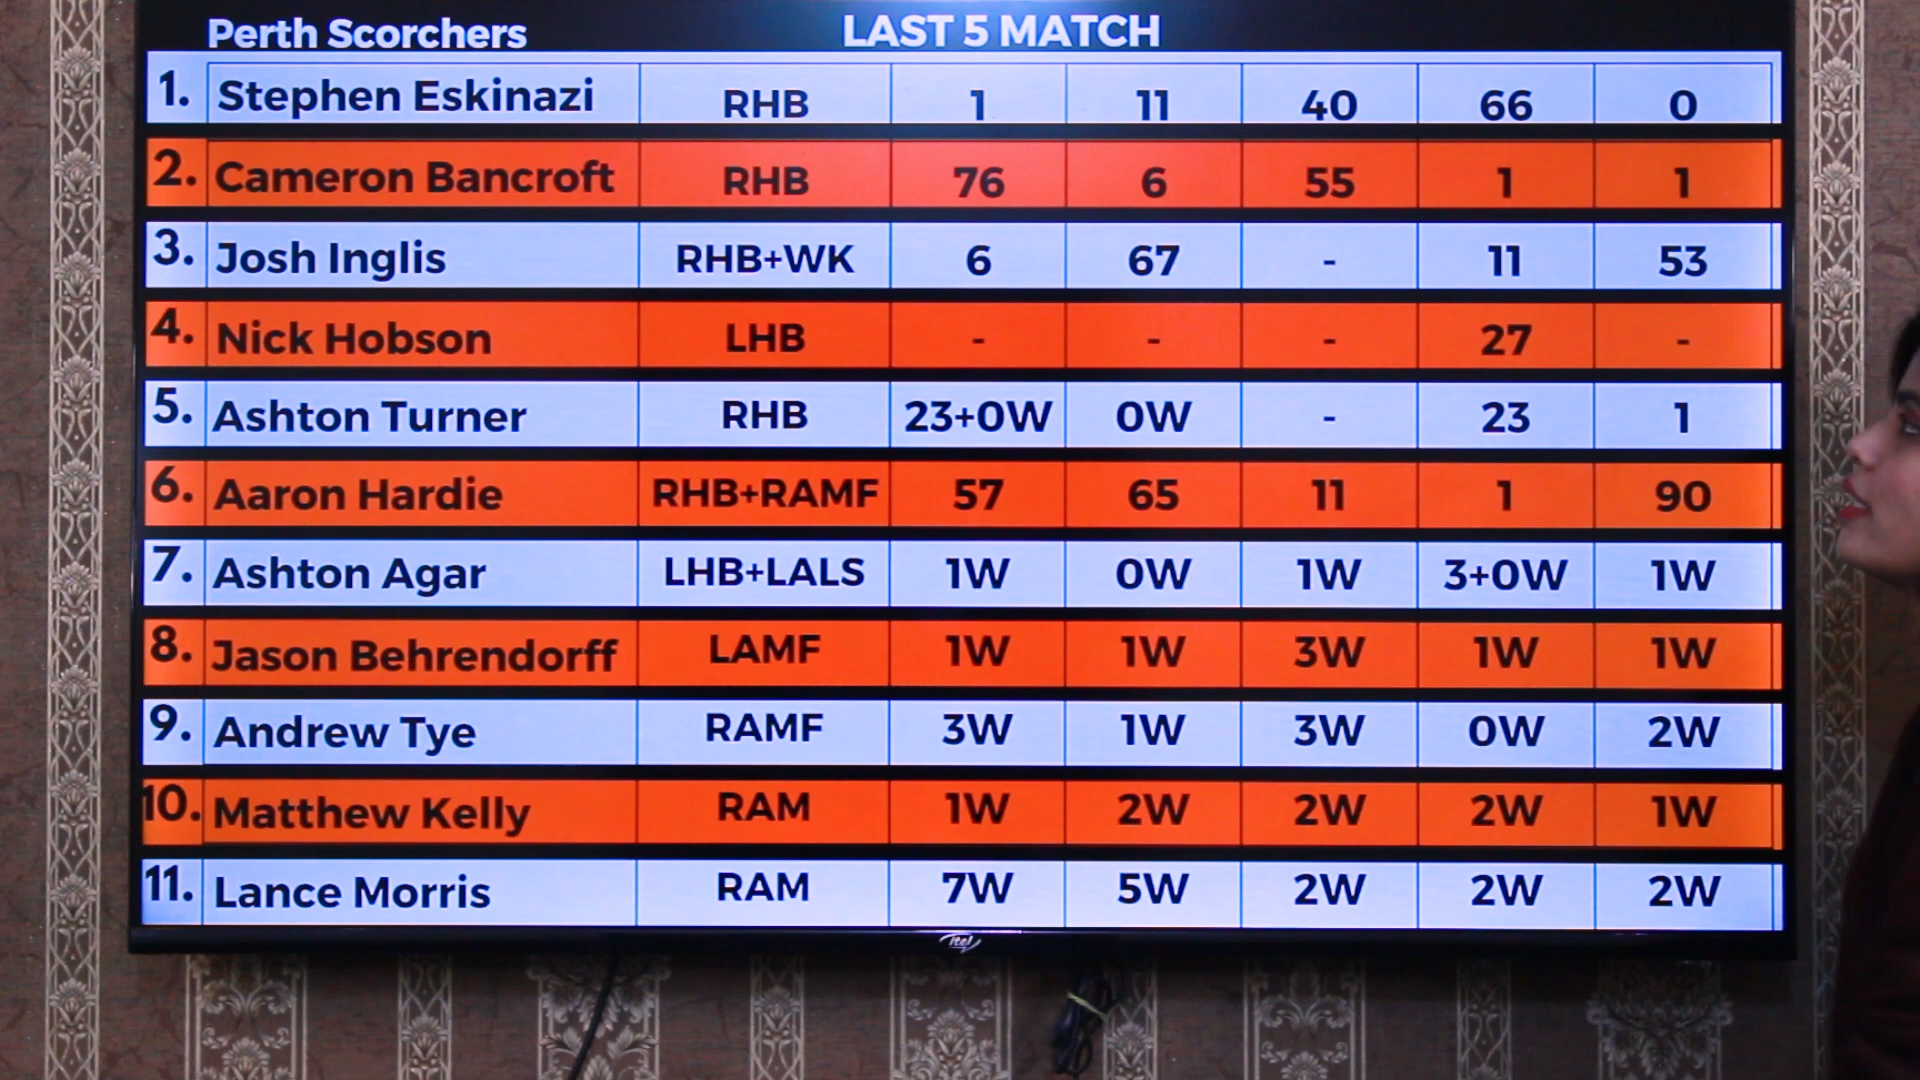 Perth Scorchers LAST 5 MATCH
1. Stephen Eskinazi RHB 1 11 40 66 0
2. Cameron Bancroft RHB 76 6 55 1 1
3. Josh Inglis RHB+WK 6 67 - 11 53
4. Nick Hobson LHB - - - 27 -
5. Ashton Turner RHB 23+0W 0W - 23 1
6. Aaron Hardie RHB+RAMF 57 65 11 1 90
7. Ashton Agar LHB+LALS 1W 0W 1W 3+0W 1W
8. Jason Behrendorff LAMF 1W 1W 3W 1W 1W
9. Andrew Tye RAMF 3W 1W 3W 0W 2W
10. Matthew Kelly RAM 1W 2W 2W 2W 1W
11. Lance Morris RAM 7W 5W 2W 2W 2W
itel